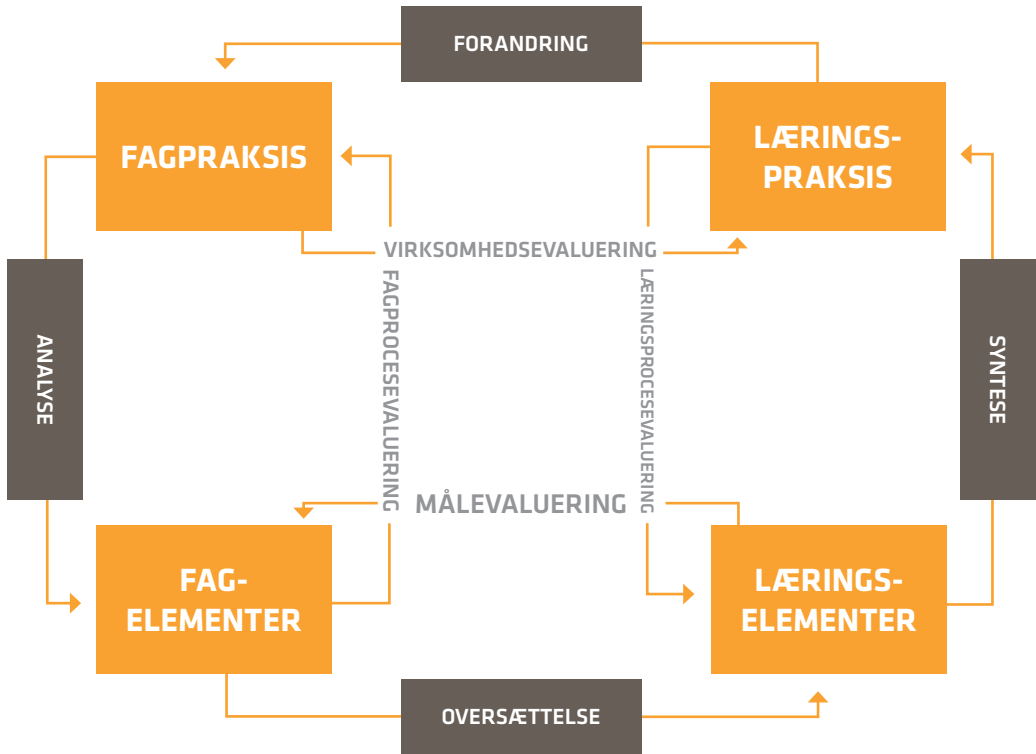 FORANDRING
FAGPRAKSIS
LÆRINGS-
PRAKSIS
VIRKSOMHEDSEVALUERING
ANALYSE
FAGPROCESEVALUERING
LÆRINGSPROCESEVALUERING
SYNTESE
MÅLEVALUERING
FAG-
ELEMENTER
LÆRINGS-
ELEMENTER
OVERSÆTTELSE